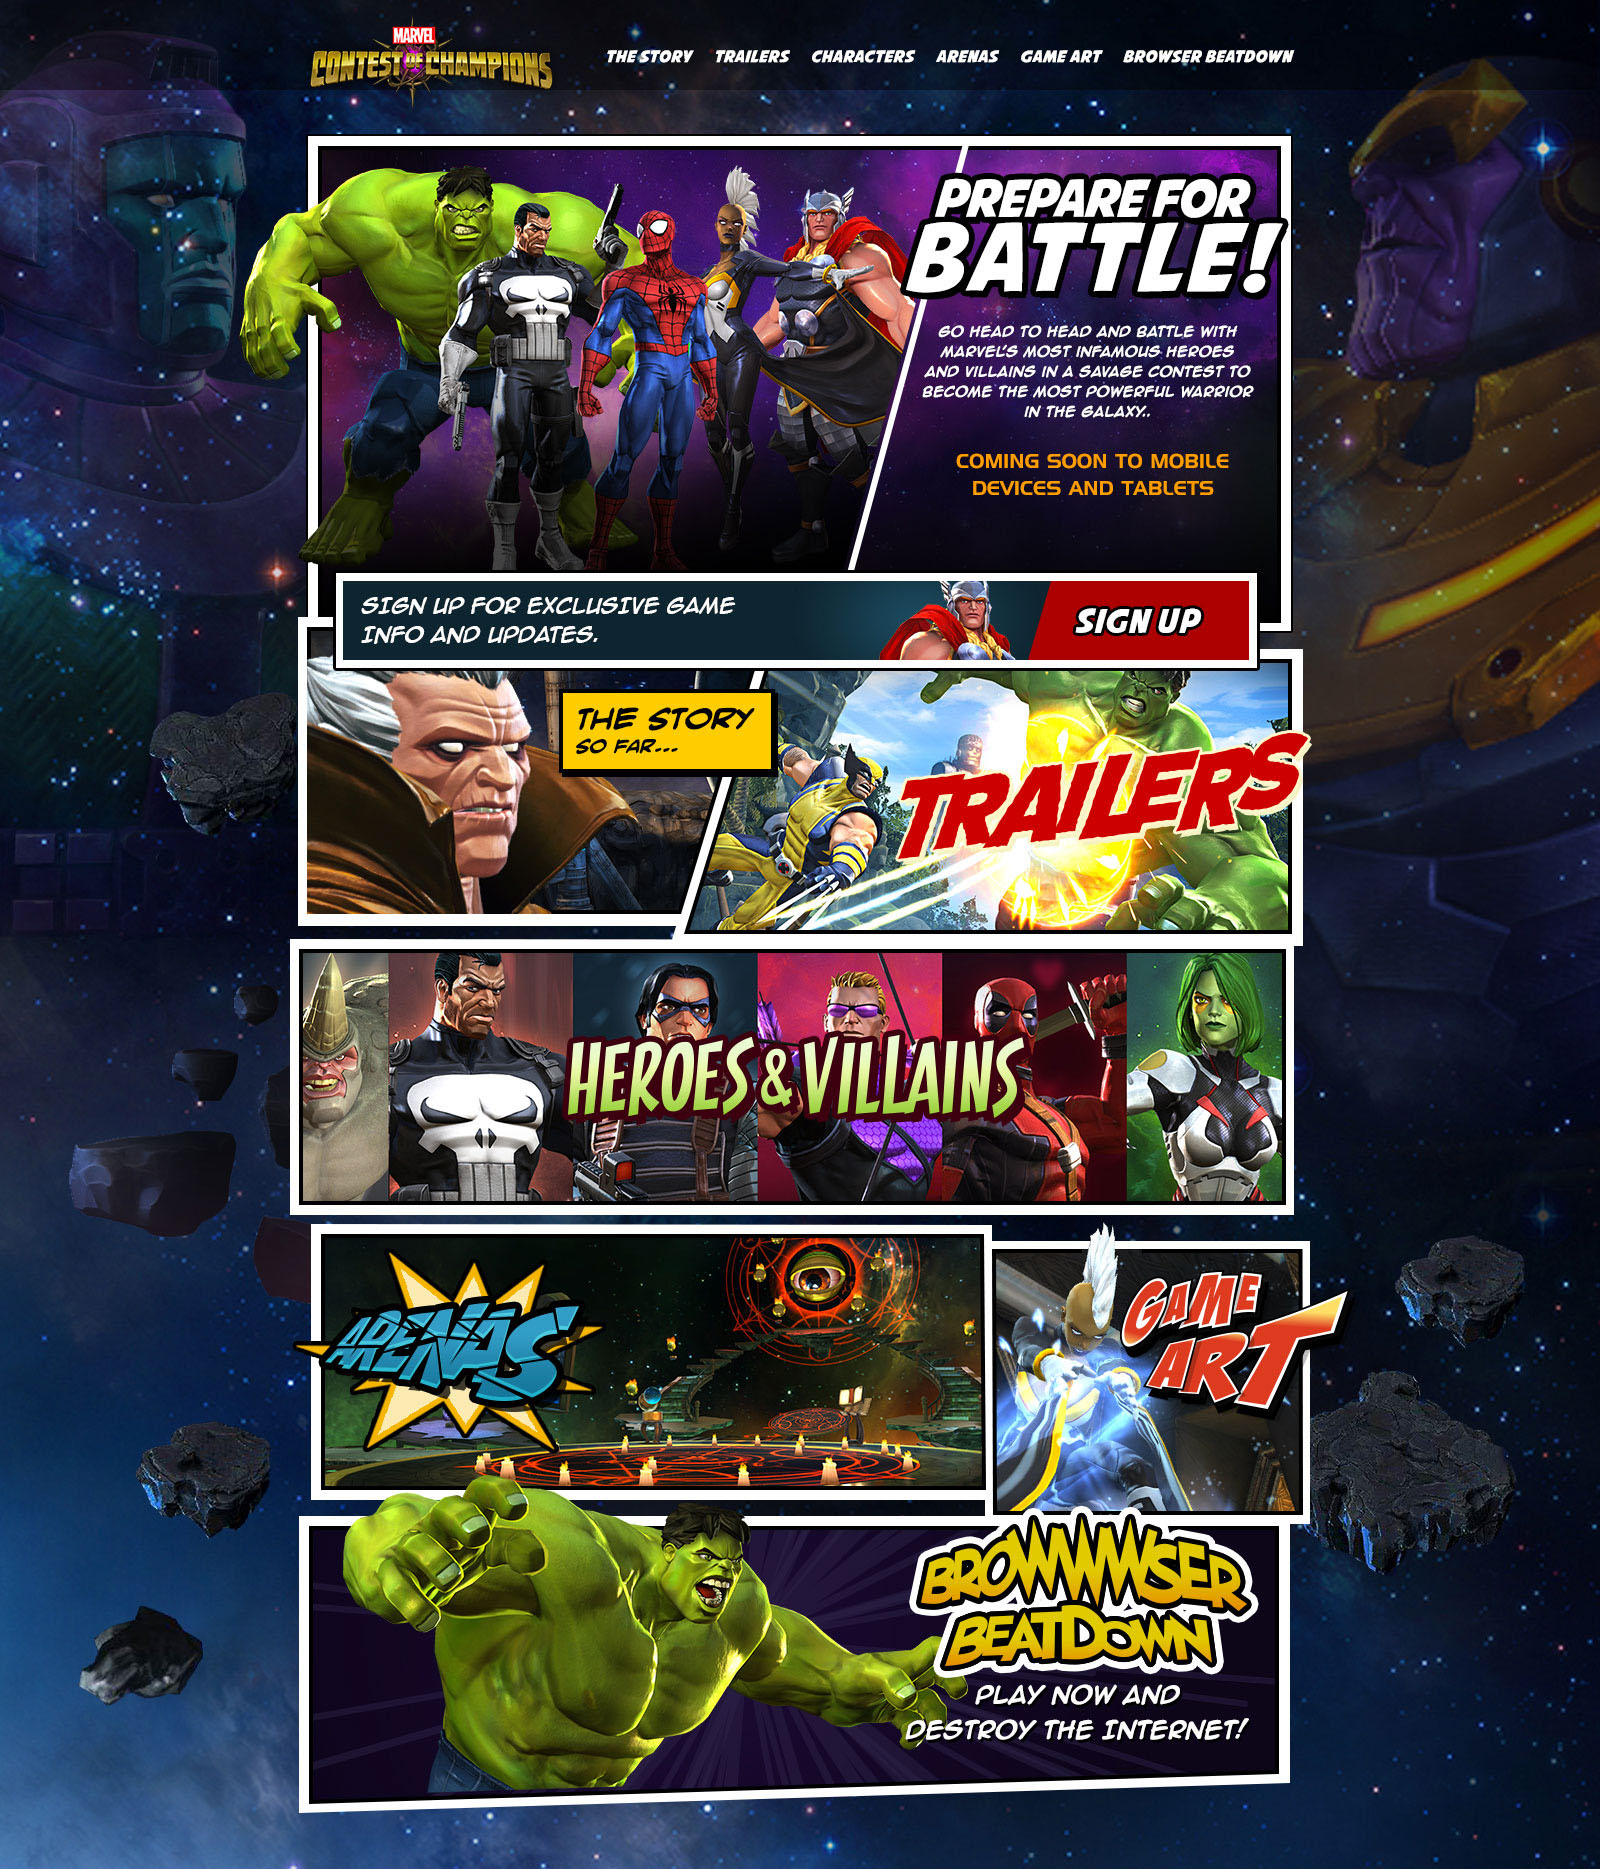 MARVEL
CONTEST OF CHAMPIONS
THE STORY
TRAILERS
CHARACTERS
ARENAS
GAME ART
BROWSER BEATDOWN
PREPARE FOR
BATTLE!
GO HEAD TO HEAD AND BATTLE WITH
MARVEL'S MOST INFAMOUS HEROES
AND VILLAINS IN A SAVAGE CONTEST TO
BECOME THE MOST POWERFUL WARRIOR
IN THE GALAXY..
COMING SOON TO MOBILE
DEVICES AND TABLETS
SIGN UP FOR EXCLUSIVE GAME
INFO AND UPDATES.
SIGN UP
THE STORY
SO FAR...
TRAILERS
HEROES & VILLAINS
ARENAS
GAME
ART
BROWWWSER
BEATDOWN
PLAY NOW AND
DESTROY THE INTERNET!